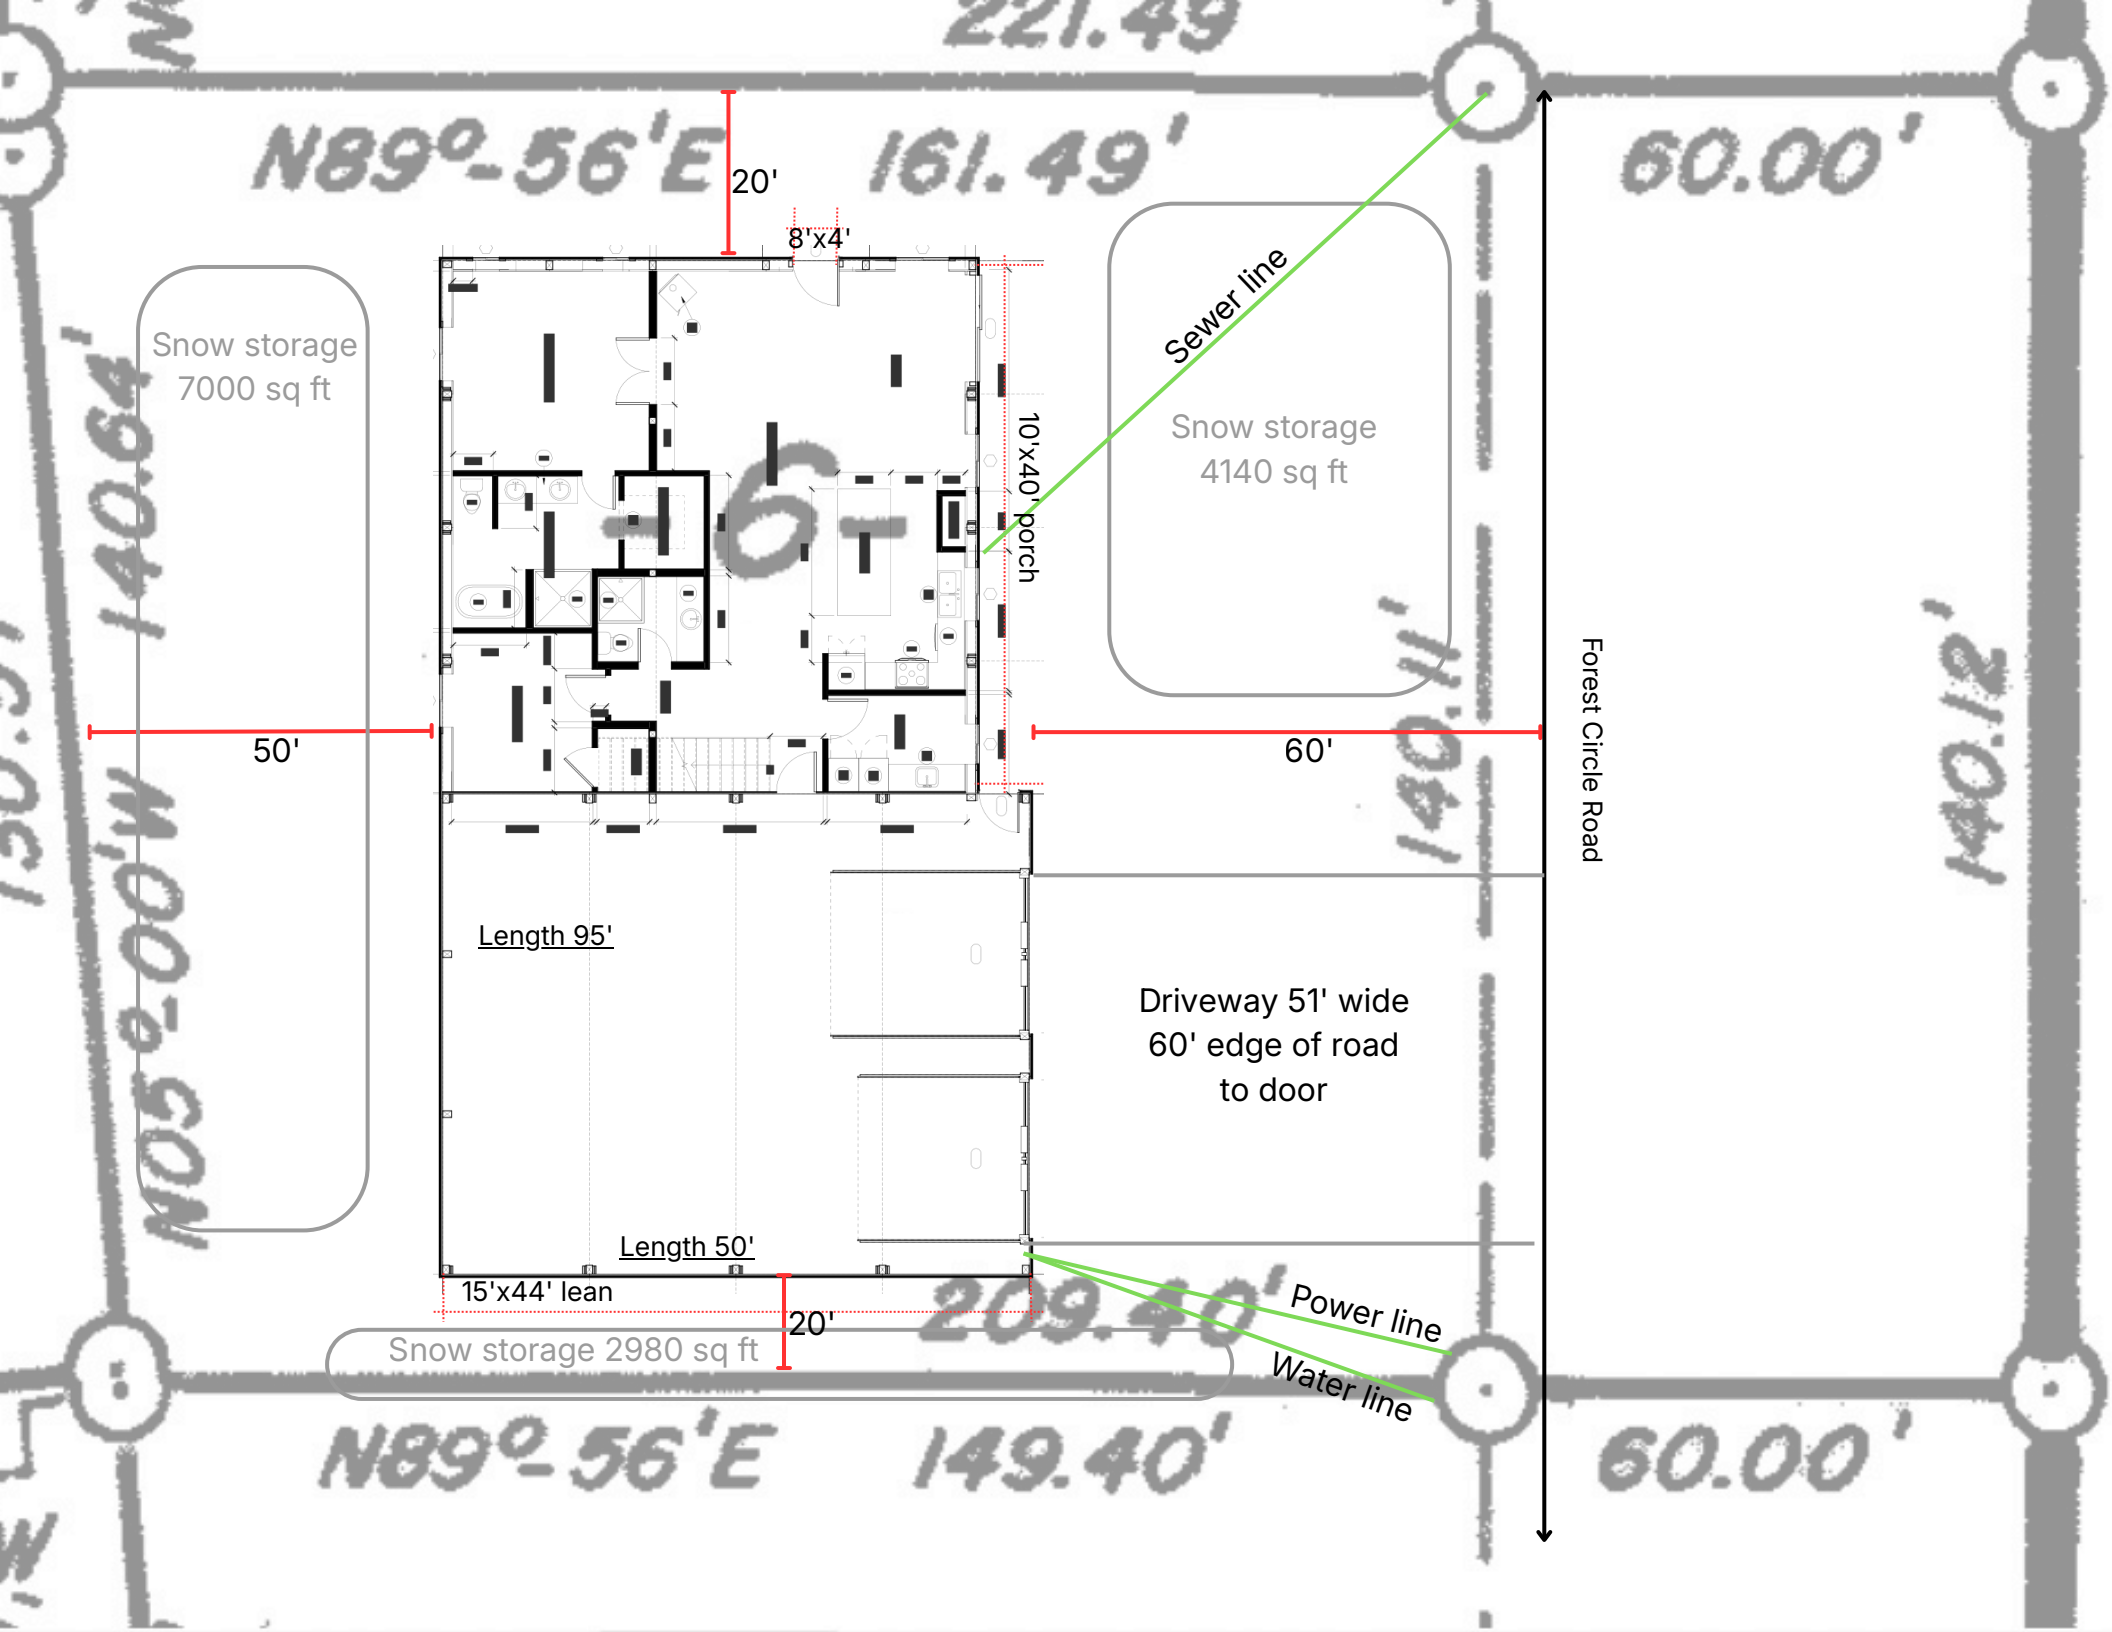 221.49
N89º-56'E
161.49'
60.00'
20'
8'x4'
Sewer line
Snow storage
7000 sq ft
Snow storage
4140 sq ft
10'x40' porch
6
140.64'
N05º-00'W
140.11'
140.12'
Forest Circle Road
50'
60'
Length 95'
Driveway 51' wide
60' edge of road
to door
Length 50'
15'x44' lean
20'
209.40'
Power line
Snow storage 2980 sq ft
Water line
N89º-56'E
149.40'
60.00'
W